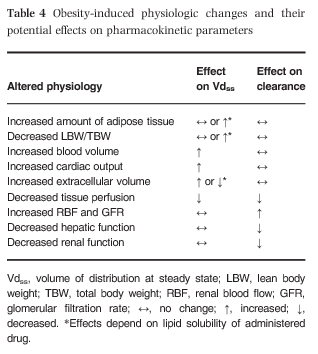 Table 4 Obesity-induced physiologic changes and their
potential effects on pharmacokinetic parameters
Altered physiology Effect on Vdss Effect on clearance
Increased amount of adipose tissue ↔ or ↑* ↔
Decreased LBW/TBW ↔ or ↑* ↔
Increased blood volume ↑ ↔
Increased cardiac output ↑ ↔
Increased extracellular volume ↑ or ↓* ↔
Decreased tissue perfusion ↓ ↓
Increased RBF and GFR ↔ ↑
Decreased hepatic function ↔ ↓
Decreased renal function ↔ ↓
Vdss, volume of distribution at steady state; LBW, lean body
weight; TBW, total body weight; RBF, renal blood flow; GFR,
glomerular filtration rate; ↔, no change; ↑, increased; ↓,
decreased. *Effects depend on lipid solubility of administered
drug.